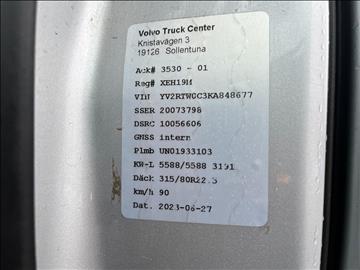 Volvo Truck Center
Knistavägen 3
19126 Sollentuna
Ack# 3530 - 01
Reg# XEH19M
VIN YV2RTW0C3KA848677
SSER 20073798
DSRC 10056606
GNSS intern
Plmb UN01933103
KW-L 5588/5588 3191
Däck 315/80R22.5
km/h 90
Dat. 2023-06-27